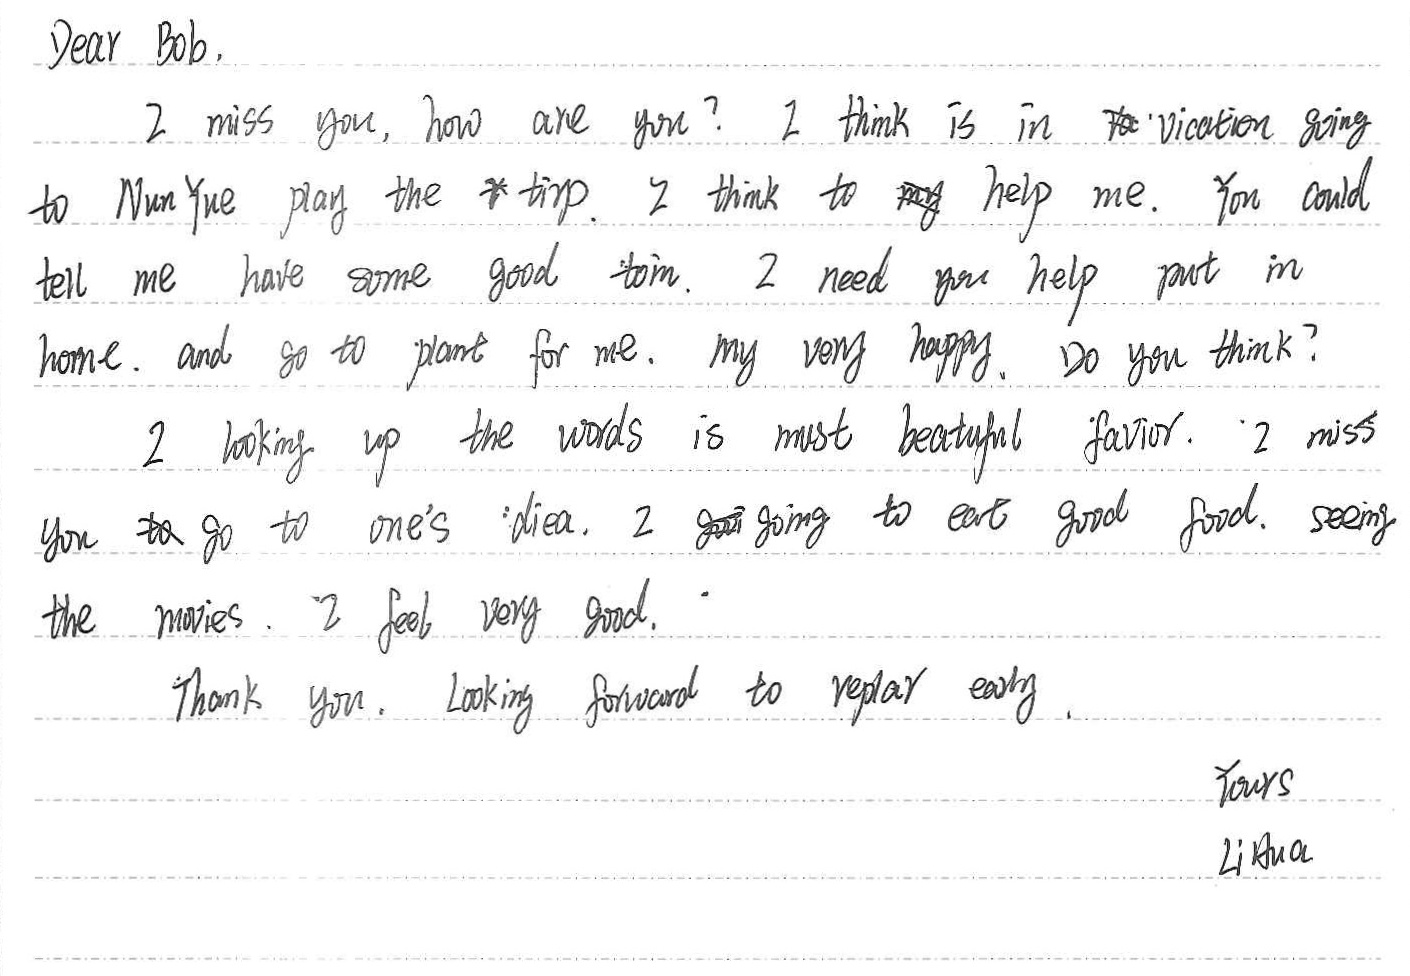 Dear Bob.
I miss you, how are you? I think is in vication going
to NunYue play the tirp. I think to help me. You could
tell me have some good toin. I need you help put in
home. and go to plant for me. my very happy. Do you think?
I looking up the words is must beatuful favior. I miss
you go to one's diea. I going to eat good food. seeing
the movies. I feel very good.
Thank you. Looking forward to replar early.
Yours
Li Hua